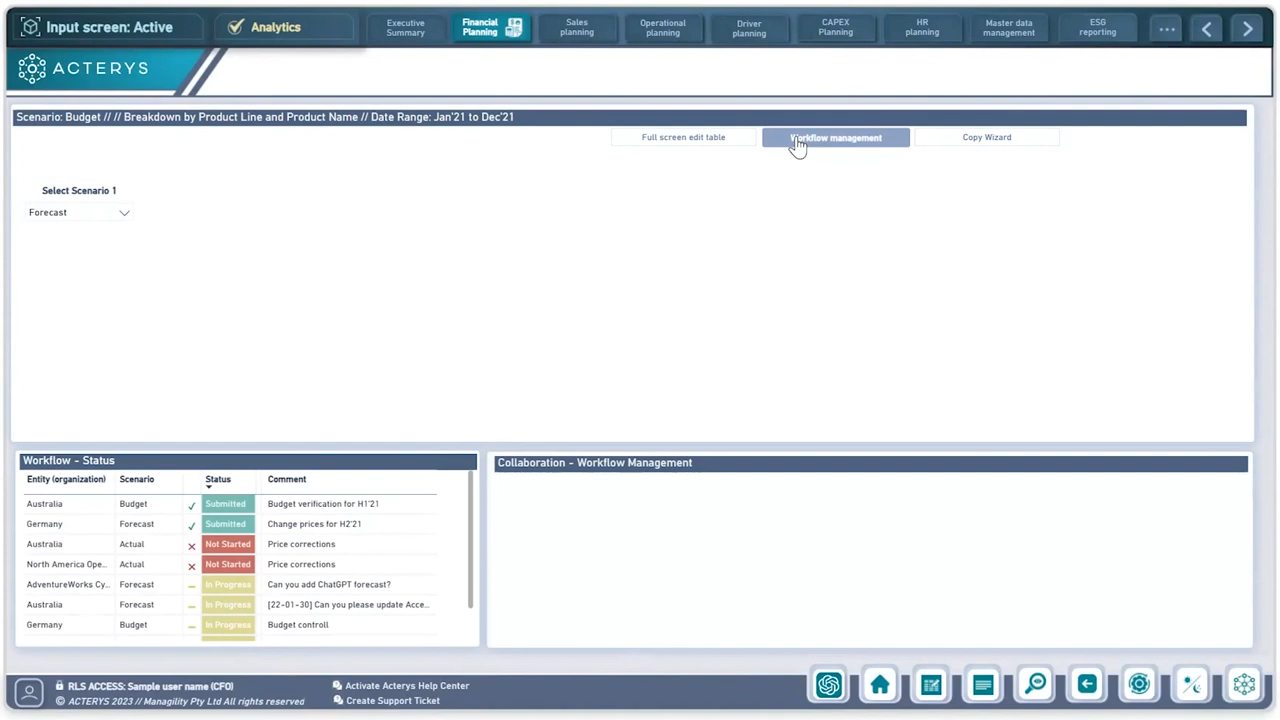 Input screen: Active
Analytics
Executive Summary
Financial Planning
Sales planning
Operational planning
Driver planning
CAPEX Planning
HR planning
Master data management
ESG reporting
ACTERYS
Scenario: Budget // // Breakdown by Product Line and Product Name // Date Range: Jan'21 to Dec'21
Full screen edit table
Workflow management
Copy Wizard
Select Scenario 1
Forecast
Workflow - Status
Entity (organization) Scenario Status Comment
Australia Budget Submitted Budget verification for H1'21
Germany Forecast Submitted Change prices for H2'21
Australia Actual Not Started Price corrections
North America Ope... Actual Not Started Price corrections
AdventureWorks Cy... Forecast In Progress Can you add ChatGPT forecast?
Australia Forecast In Progress [22-01-30] Can you please update Acce...
Germany Budget In Progress Budget controll
Collaboration - Workflow Management
RLS ACCESS: Sample user name (CFO)
© ACTERYS 2023 // Managility Pty Ltd All rights reserved
Activate Acterys Help Center
Create Support Ticket